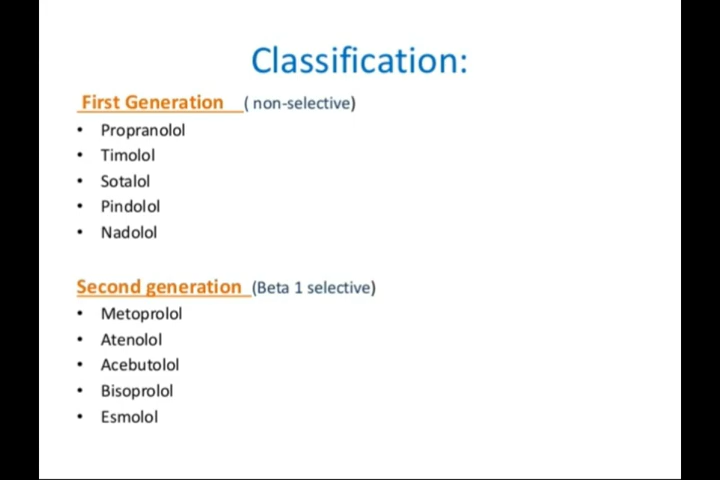 Classification:
First Generation ( non-selective)
• Propranolol
• Timolol
• Sotalol
• Pindolol
• Nadolol
Second generation (Beta 1 selective)
• Metoprolol
• Atenolol
• Acebutolol
• Bisoprolol
• Esmolol